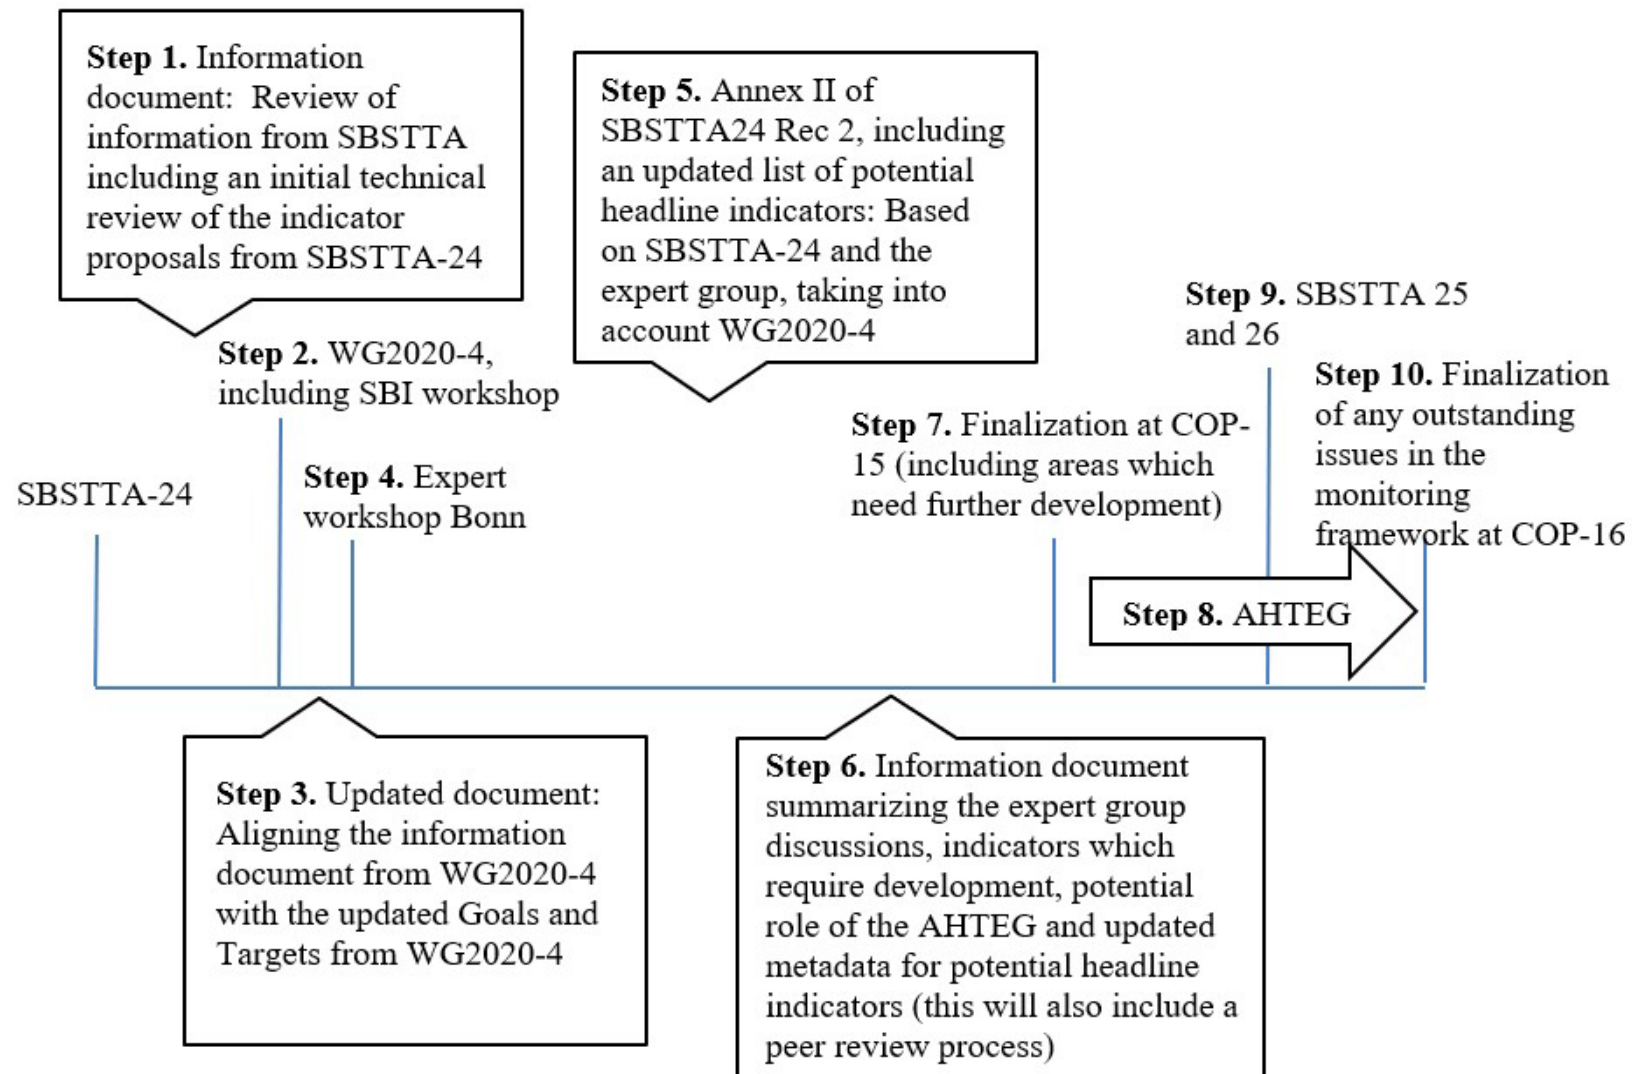 Step 1. Information
document:  Review of
information from SBSTTA
including an initial technical
review of the indicator
proposals from SBSTTA-24
Step 5. Annex II of
SBSTTA24 Rec 2, including
an updated list of potential
headline indicators: Based
on SBSTTA-24 and the
expert group, taking into
account WG2020-4
Step 9. SBSTTA 25
and 26
Step 2. WG2020-4,
including SBI workshop
Step 10. Finalization
of any outstanding
issues in the
monitoring
framework at COP-16
Step 7. Finalization at COP-
15 (including areas which
need further development)
SBSTTA-24
Step 4. Expert
workshop Bonn
Step 8. AHTEG
Step 3. Updated document:
Aligning the information
document from WG2020-4
with the updated Goals and
Targets from WG2020-4
Step 6. Information document
summarizing the expert group
discussions, indicators which
require development, potential
role of the AHTEG and updated
metadata for potential headline
indicators (this will also include a
peer review process)